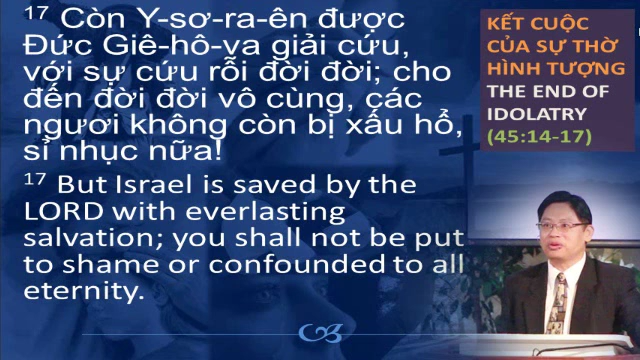 17 Còn Y-sơ-ra-ên được
Đức Giê-hô-va giải cứu,
với sự cứu rỗi đời đời; cho
đến đời đời vô cùng, các
ngươi không còn bị xấu hổ,
sỉ nhục nữa!
17 But Israel is saved by the
LORD with everlasting
salvation; you shall not be put
to shame or confounded to all
eternity.
KẾT CUỘC
CỦA SỰ THỜ
HÌNH TƯỢNG
THE END OF
IDOLATRY
(45:14-17)